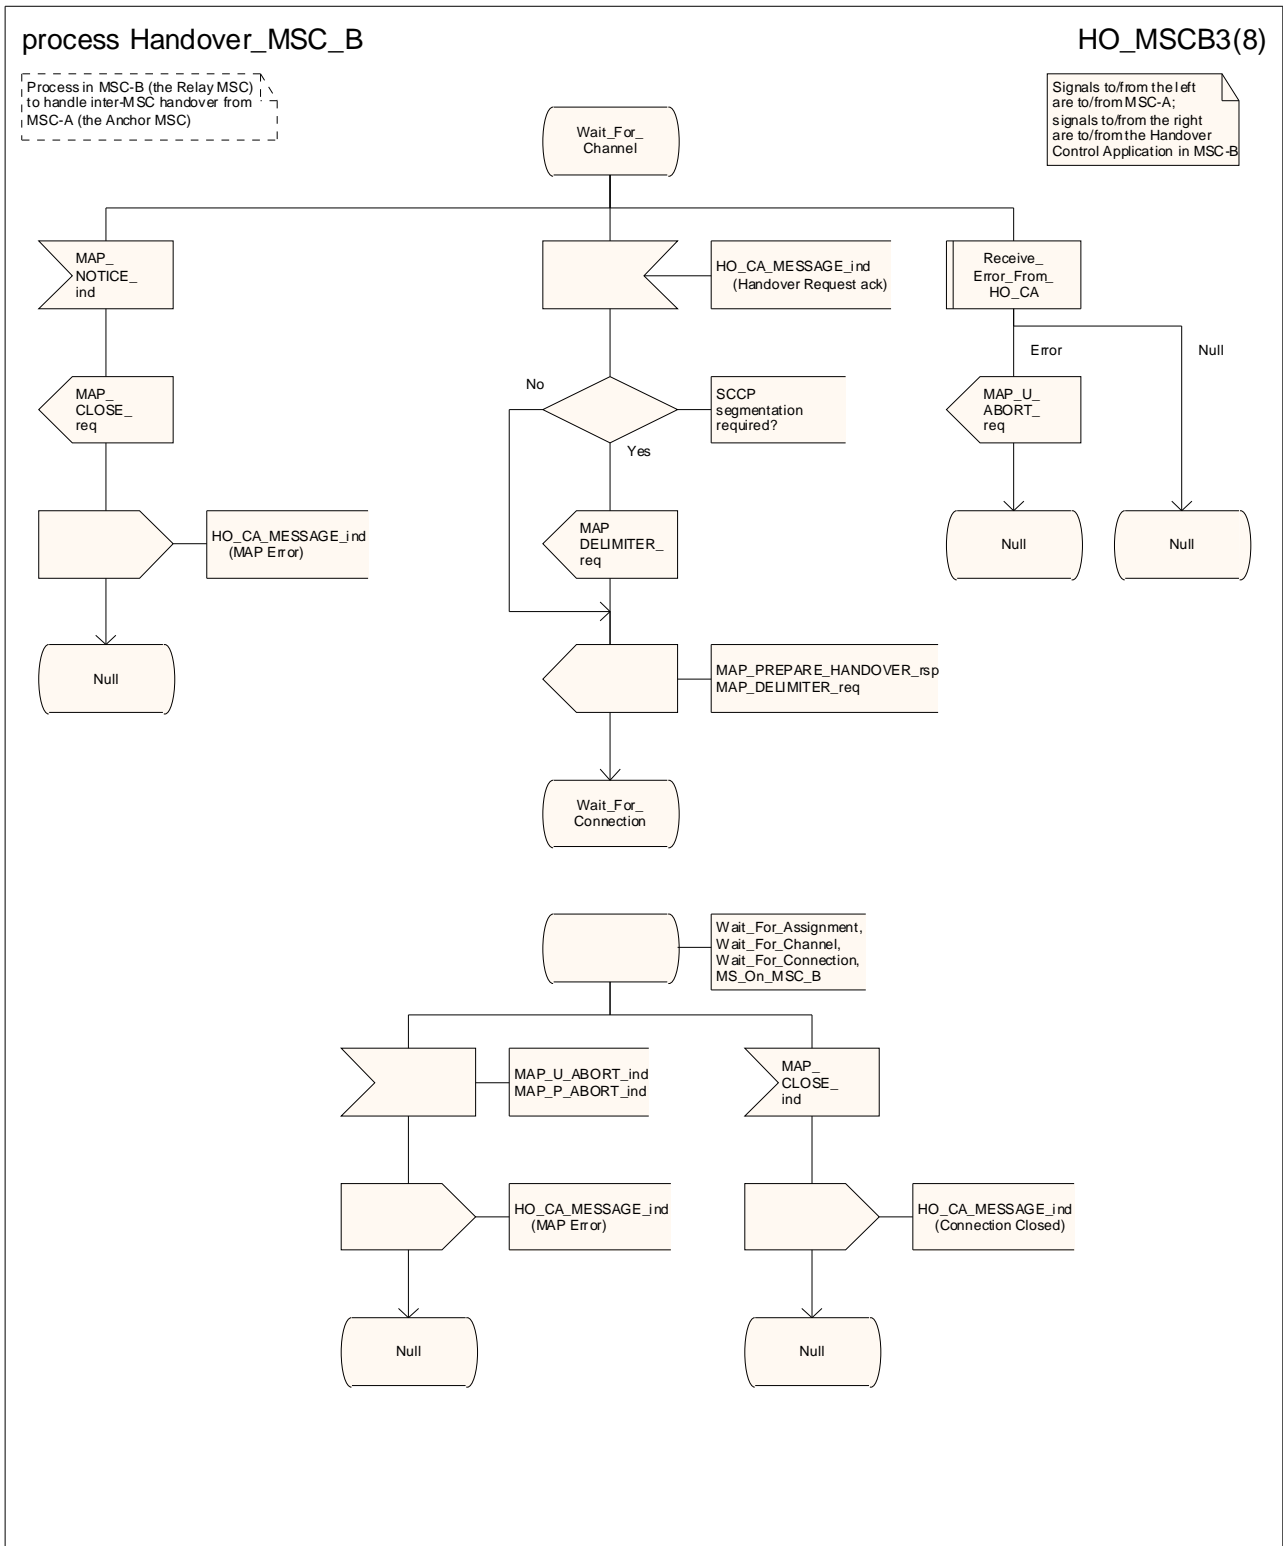 process Handover_MSC_B
HO_MSCB3(8)
Process in MSC-B (the Relay MSC)
to handle inter-MSC handover from
MSC-A (the Anchor MSC)
Signals to/from the left
are to/from MSC-A;
signals to/from the right
are to/from the Handover
Control Application in MSC-B
Wait_For_
Channel
MAP_
NOTICE_
ind
HO_CA_MESSAGE_ind
(Handover Request ack)
Receive_
Error_From_
HO_CA
Error
Null
MAP_
CLOSE_
req
No
SCCP
segmentation
required?
Yes
MAP_U_
ABORT_
req
HO_CA_MESSAGE_ind
(MAP Error)
MAP
DELIMITER_
req
Null
Null
Null
MAP_PREPARE_HANDOVER_rsp
MAP_DELIMITER_req
Wait_For_
Connection
Wait_For_Assignment,
Wait_For_Channel,
Wait_For_Connection,
MS_On_MSC_B
MAP_U_ABORT_ind
MAP_P_ABORT_ind
MAP_
CLOSE_
ind
HO_CA_MESSAGE_ind
(MAP Error)
HO_CA_MESSAGE_ind
(Connection Closed)
Null
Null